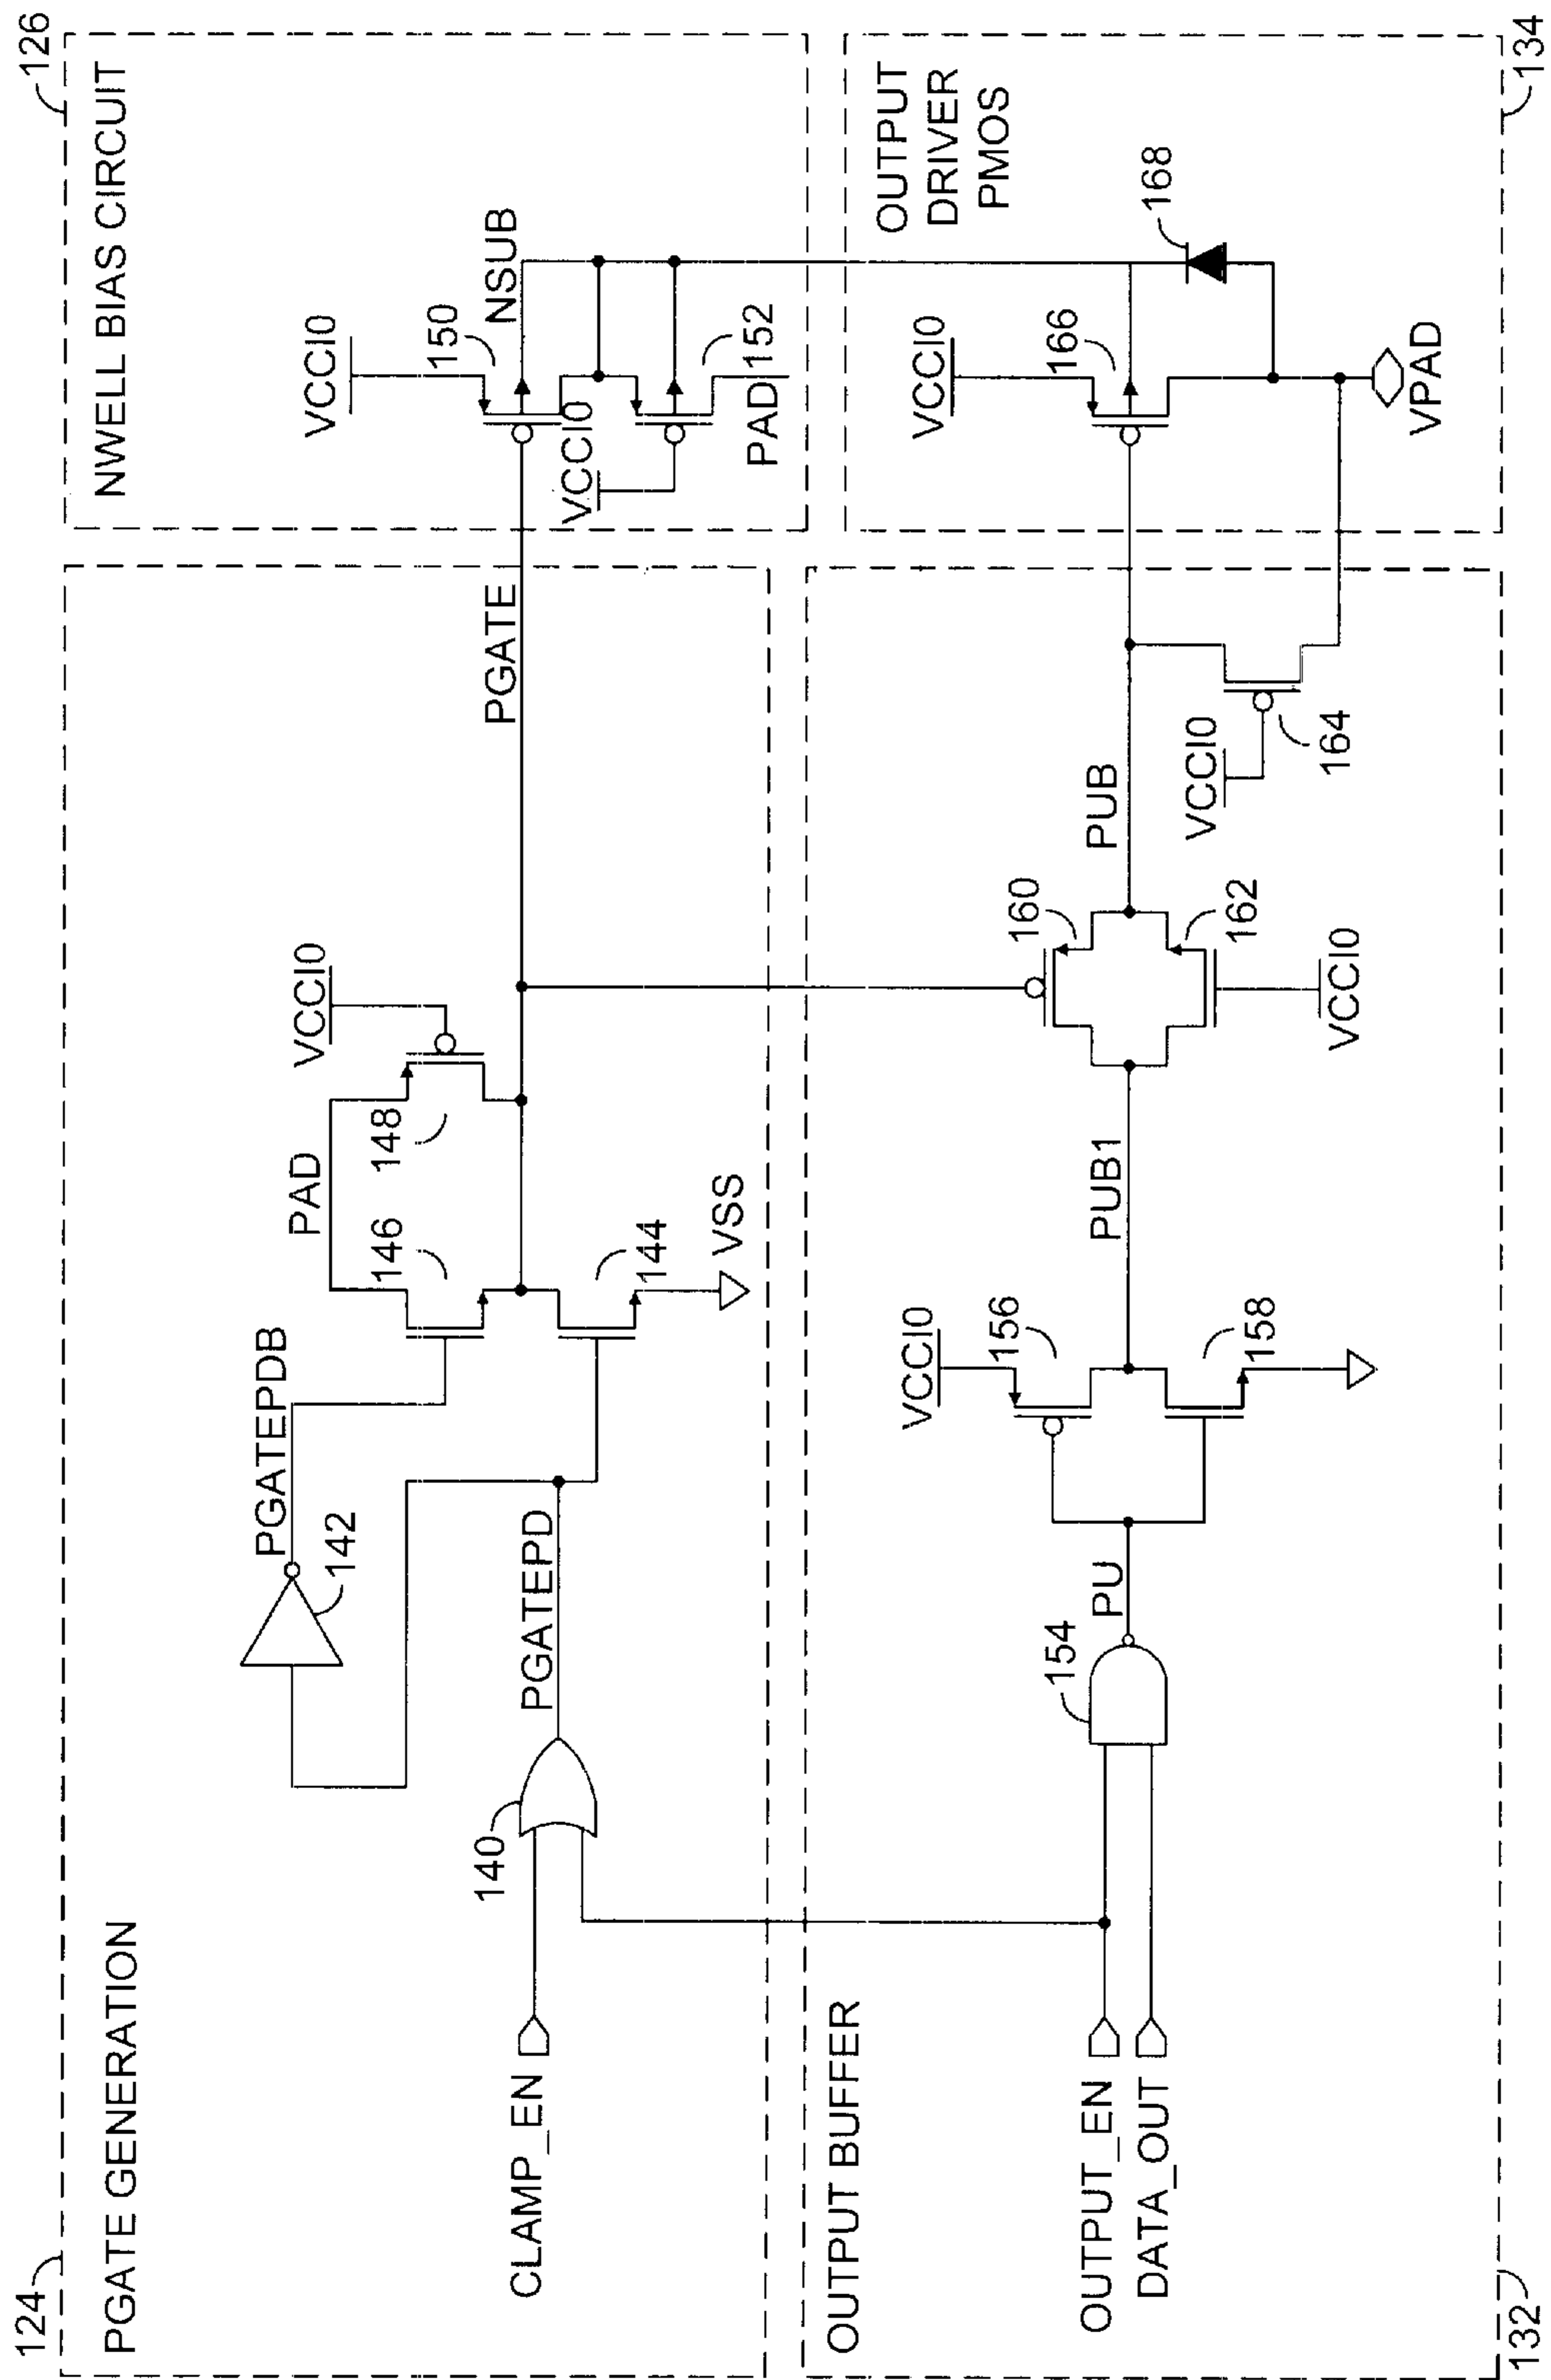 124
PGATE GENERATION
CLAMP_EN
140
PGATEPD
142
PGATEPDB
146
144
VSS
PAD
148
VCCI0
PGATE
126
NWELL BIAS CIRCUIT
VCCI0
150
NSUB
VCCI0
152
PAD
132
OUTPUT BUFFER
OUTPUT_EN
DATA_OUT
154
PU
VCCI0
156
158
PUB1
160
162
VCCI0
PUB
VCCI0
164
134
OUTPUT
DRIVER
PMOS
VCCI0
166
168
VPAD